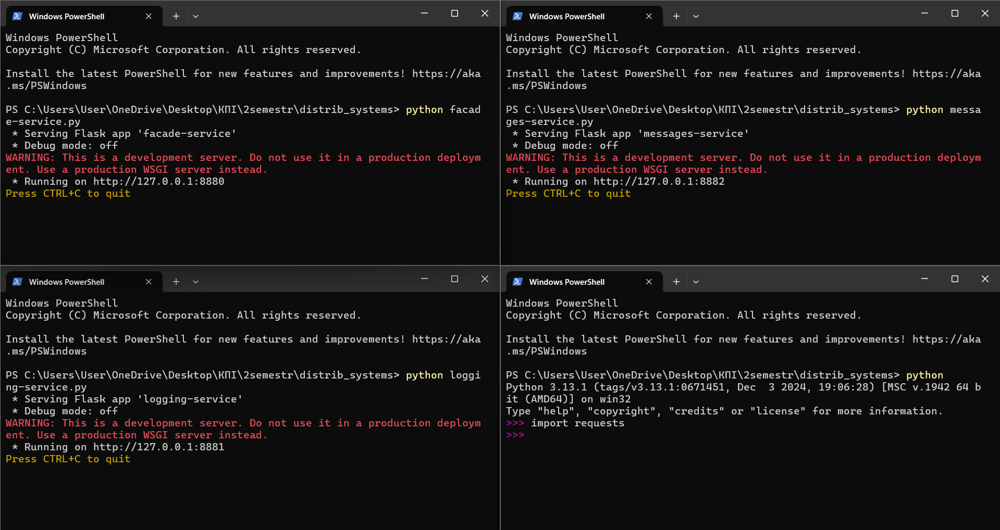 Windows PowerShell
Windows PowerShell
Copyright (C) Microsoft Corporation. All rights reserved.
Install the latest PowerShell for new features and improvements! https://aka
.ms/PSWindows
PS C:\Users\User\OneDrive\Desktop\КПІ\2semestr\distrib_systems> python facad
e-service.py
* Serving Flask app 'facade-service'
* Debug mode: off
WARNING: This is a development server. Do not use it in a production deploym
ent. Use a production WSGI server instead.
* Running on http://127.0.0.1:8880
Press CTRL+C to quit
Windows PowerShell
Windows PowerShell
Copyright (C) Microsoft Corporation. All rights reserved.
Install the latest PowerShell for new features and improvements! https://aka
.ms/PSWindows
PS C:\Users\User\OneDrive\Desktop\КПІ\2semestr\distrib_systems> python messa
ges-service.py
* Serving Flask app 'messages-service'
* Debug mode: off
WARNING: This is a development server. Do not use it in a production deploym
ent. Use a production WSGI server instead.
* Running on http://127.0.0.1:8882
Press CTRL+C to quit
Windows PowerShell
Windows PowerShell
Copyright (C) Microsoft Corporation. All rights reserved.
Install the latest PowerShell for new features and improvements! https://aka
.ms/PSWindows
PS C:\Users\User\OneDrive\Desktop\КПІ\2semestr\distrib_systems> python loggi
ng-service.py
* Serving Flask app 'logging-service'
* Debug mode: off
WARNING: This is a development server. Do not use it in a production deploym
ent. Use a production WSGI server instead.
* Running on http://127.0.0.1:8881
Press CTRL+C to quit
Windows PowerShell
Windows PowerShell
Copyright (C) Microsoft Corporation. All rights reserved.
Install the latest PowerShell for new features and improvements! https://aka
.ms/PSWindows
PS C:\Users\User\OneDrive\Desktop\КПІ\2semestr\distrib_systems> python
Python 3.13.1 (tags/v3.13.1:0671451, Dec  3 2024, 19:06:28) [MSC v.1942 64 b
it (AMD64)] on win32
Type "help", "copyright", "credits" or "license" for more information.
>>> import requests
>>>